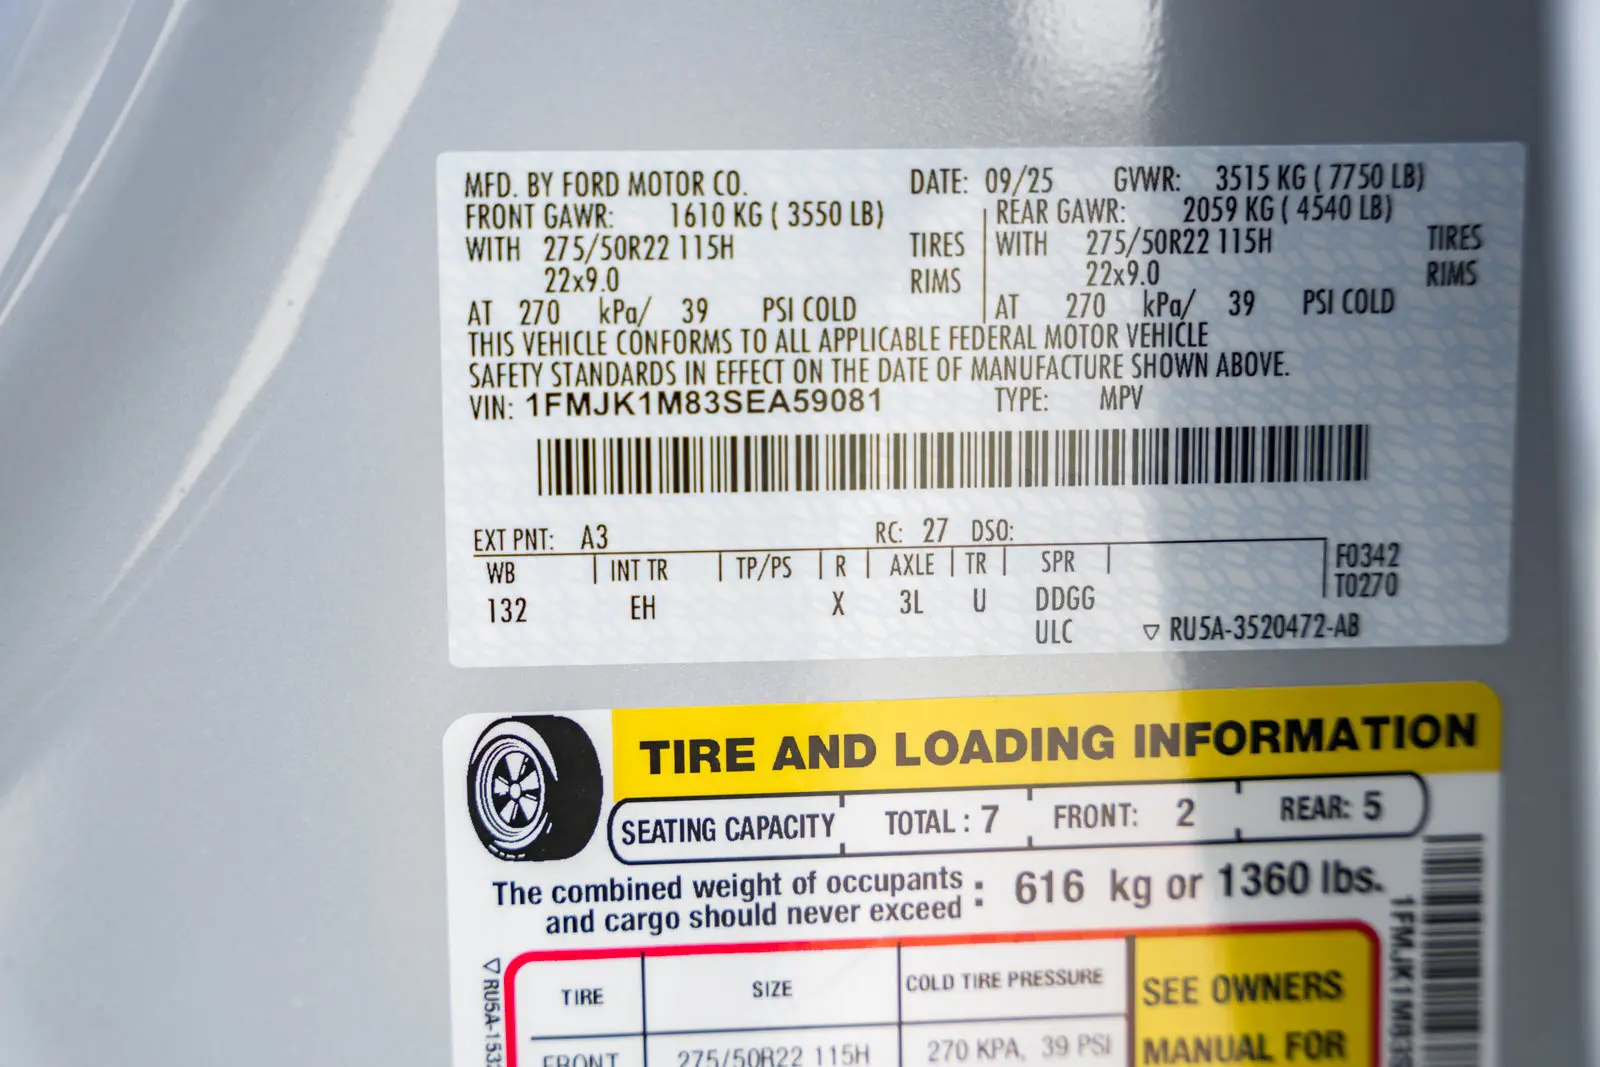 MFD. BY FORD MOTOR CO. DATE: 09/25 GVWR: 3515 KG ( 7750 LB)
FRONT GAWR: 1610 KG ( 3550 LB) REAR GAWR: 2059 KG ( 4540 LB)
WITH 275/50R22 115H TIRES WITH 275/50R22 115H TIRES
22x9.0 RIMS 22x9.0 RIMS
AT 270 kPa/ 39 PSI COLD AT 270 kPa/ 39 PSI COLD
THIS VEHICLE CONFORMS TO ALL APPLICABLE FEDERAL MOTOR VEHICLE
SAFETY STANDARDS IN EFFECT ON THE DATE OF MANUFACTURE SHOWN ABOVE.
VIN: 1FMJK1M83SEA59081 TYPE: MPV
EXT PNT: A3 RC: 27 DSO:
WB INT TR TP/PS R AXLE TR SPR F0342
T0270
132 EH X 3L U DDGG
ULC ▽ RU5A-3520472-AB
TIRE AND LOADING INFORMATION
SEATING CAPACITY TOTAL : 7 FRONT: 2 REAR: 5
The combined weight of occupants
and cargo should never exceed : 616 kg or 1360 lbs.
TIRE SIZE COLD TIRE PRESSURE SEE OWNERS
FRONT 275/50R22 115H 270 KPA, 39 PSI MANUAL FOR
▽ RU5A-153
1FMJK1M83S